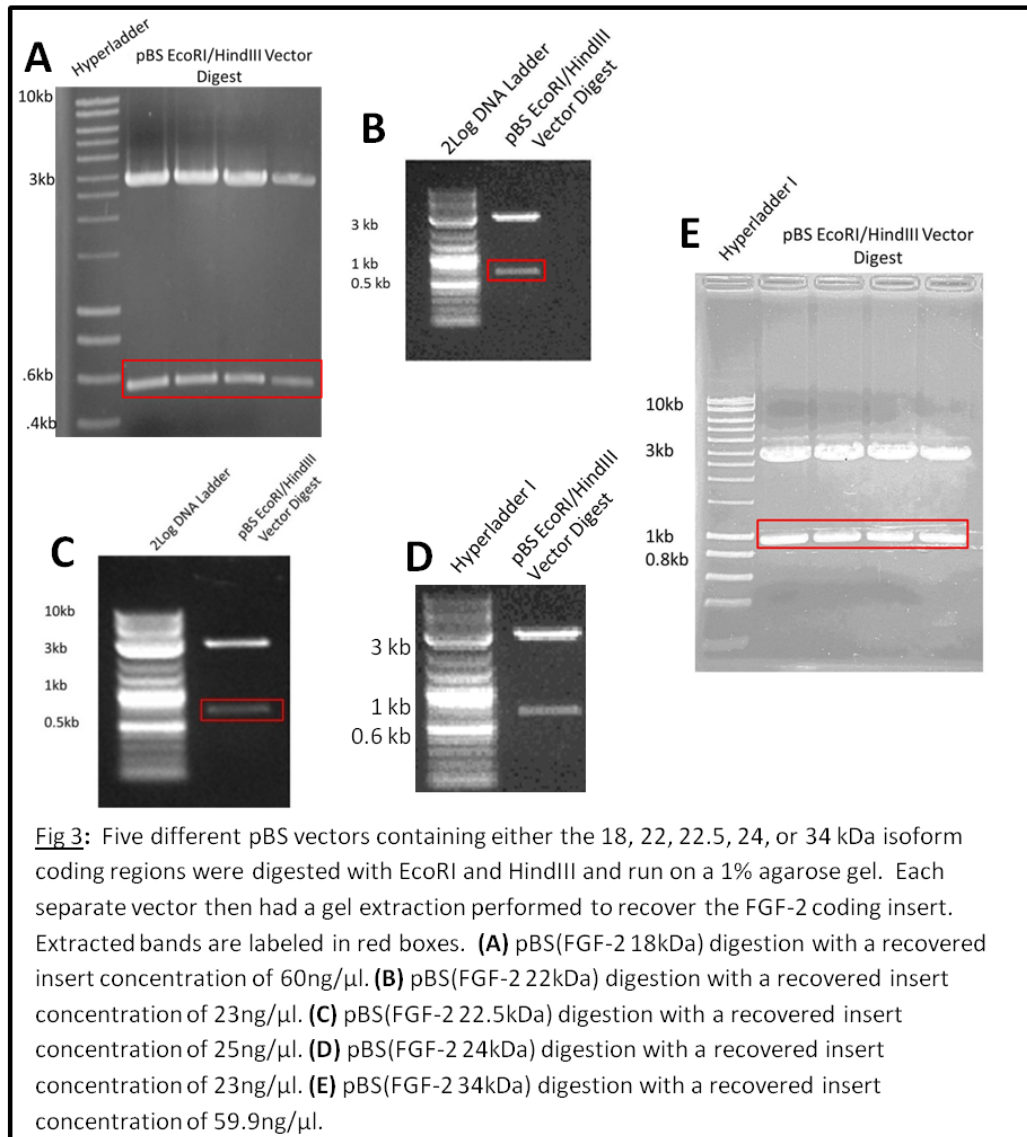 A
Hyperladder
pBS EcoRI/HindIII Vector
Digest
10kb
3kb
.6kb
.4kb
B
2Log DNA Ladder
pBS EcoRI/HindIII
Vector Digest
3 kb
1 kb
0.5 kb
E
Hyperladder I
pBS EcoRI/HindIII Vector
Digest
10kb
3kb
1kb
0.8kb
C
2Log DNA Ladder
pBS EcoRI/HindIII
Vector Digest
10kb
3kb
1kb
0.5kb
D
Hyperladder I
pBS EcoRI/HindIII
Vector Digest
3 kb
1 kb
0.6 kb
Fig 3: Five different pBS vectors containing either the 18, 22, 22.5, 24, or 34 kDa isoform
coding regions were digested with EcoRI and HindIII and run on a 1% agarose gel. Each
separate vector then had a gel extraction performed to recover the FGF-2 coding insert.
Extracted bands are labeled in red boxes. (A) pBS(FGF-2 18kDa) digestion with a recovered
insert concentration of 60ng/µl. (B) pBS(FGF-2 22kDa) digestion with a recovered insert
concentration of 23ng/µl. (C) pBS(FGF-2 22.5kDa) digestion with a recovered insert
concentration of 25ng/µl. (D) pBS(FGF-2 24kDa) digestion with a recovered insert
concentration of 23ng/µl. (E) pBS(FGF-2 34kDa) digestion with a recovered insert
concentration of 59.9ng/µl.